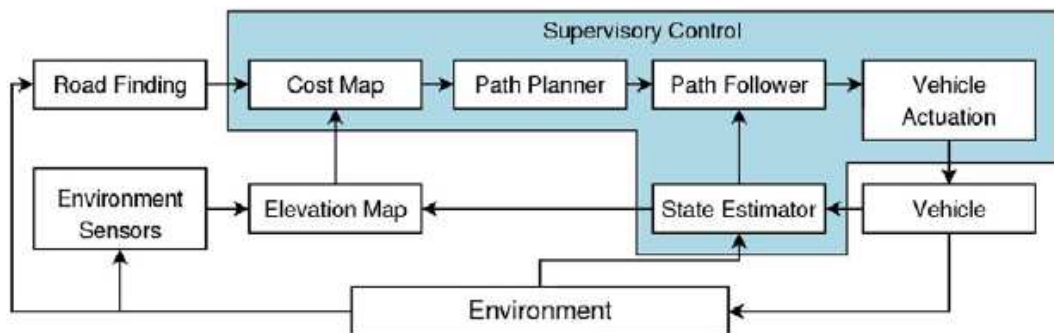 Supervisory Control
Road Finding
Cost Map
Path Planner
Path Follower
Vehicle
Actuation
Environment
Sensors
Elevation Map
State Estimator
Vehicle
Environment